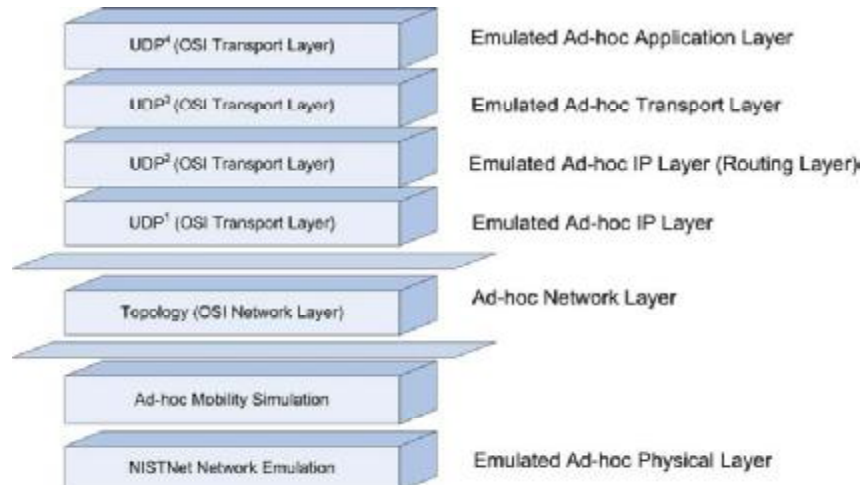 UDP⁴ (OSI Transport Layer) Emulated Ad-hoc Application Layer
UDP³ (OSI Transport Layer) Emulated Ad-hoc Transport Layer
UDP² (OSI Transport Layer) Emulated Ad-hoc IP Layer (Routing Layer)
UDP¹ (OSI Transport Layer) Emulated Ad-hoc IP Layer
Topology (OSI Network Layer) Ad-hoc Network Layer
Ad-hoc Mobility Simulation
NISTNet Network Emulation Emulated Ad-hoc Physical Layer